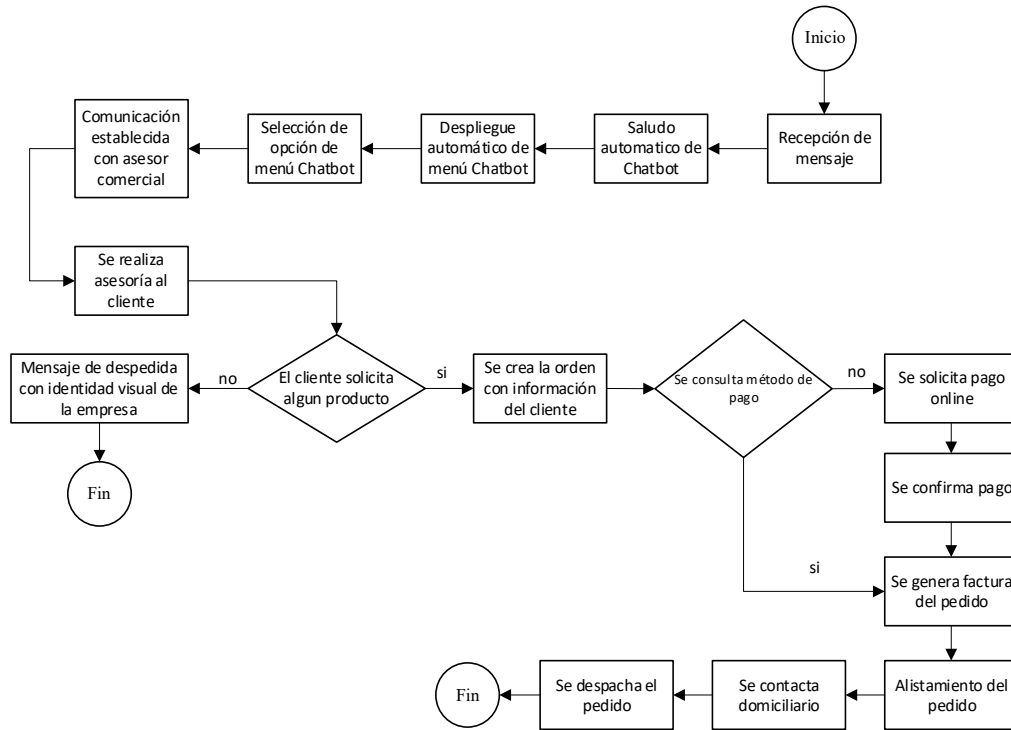 Inicio
Recepción de
mensaje
Saludo
automatico de
Chatbot
Despliegue
automático de
menú Chatbot
Selección de
opción de
menú Chatbot
Comunicación
establecida
con asesor
comercial
Se realiza
asesoría al
cliente
El cliente solicita
algun producto
no
Mensaje de despedida
con identidad visual de
la empresa
Fin
si
Se crea la orden
con información
del cliente
Se consulta método de
pago
no
Se solicita pago
online
Se confirma pago
si
Se genera factura
del pedido
Alistamiento del
pedido
Se contacta
domiciliario
Se despacha el
pedido
Fin